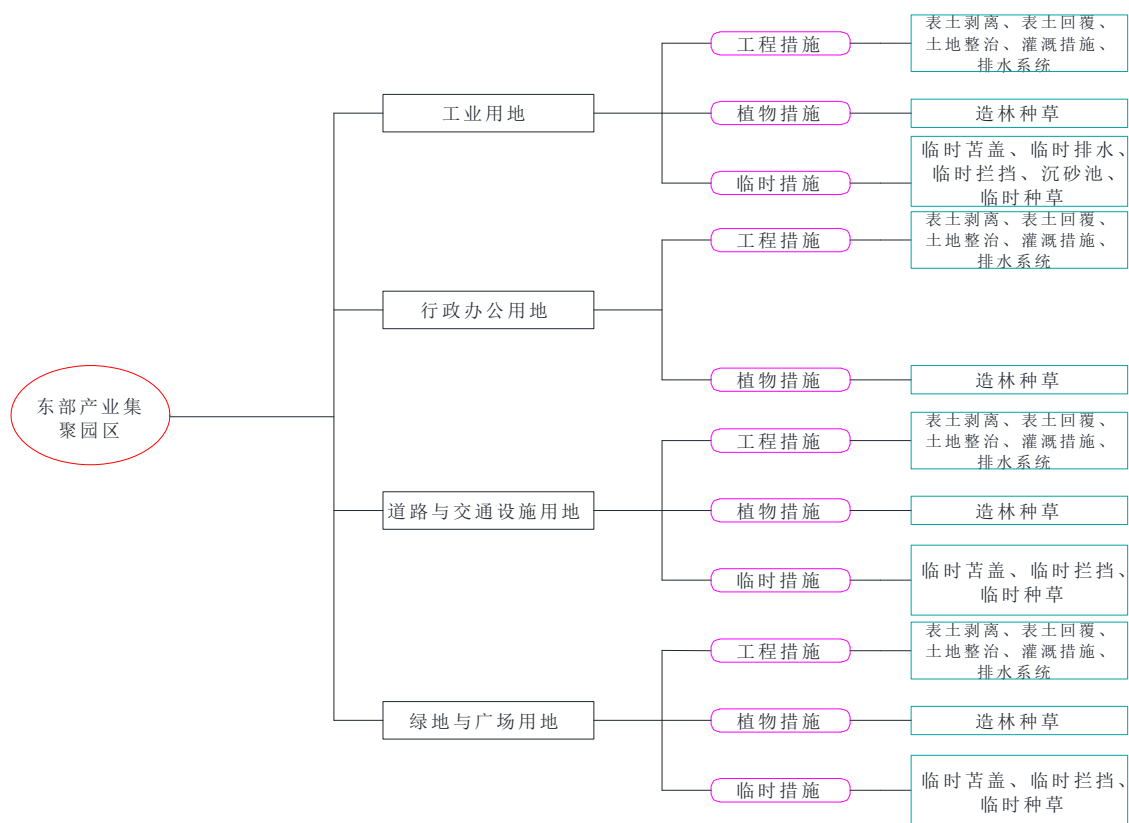 东部产业集
聚园区
工业用地
工程措施
表土剥离、表土回覆、
土地整治、灌溉措施、
排水系统
植物措施
造林种草
临时措施
临时苫盖、临时排水、
临时拦挡、沉砂池、
临时种草
行政办公用地
工程措施
表土剥离、表土回覆、
土地整治、灌溉措施、
排水系统
植物措施
造林种草
道路与交通设施用地
工程措施
表土剥离、表土回覆、
土地整治、灌溉措施、
排水系统
植物措施
造林种草
临时措施
临时苫盖、临时拦挡、
临时种草
绿地与广场用地
工程措施
表土剥离、表土回覆、
土地整治、灌溉措施、
排水系统
植物措施
造林种草
临时措施
临时苫盖、临时拦挡、
临时种草